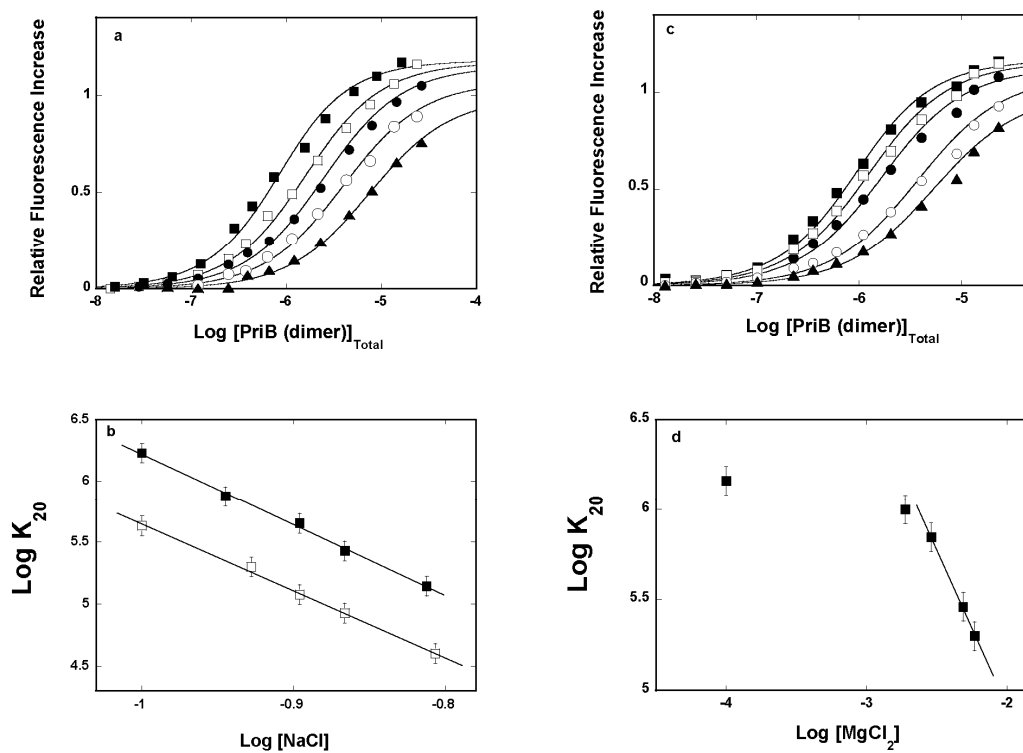 a
Relative Fluorescence Increase
1
0.5
0
-8 -7 -6 -5 -4
Log [PriB (dimer)]Total
c
Relative Fluorescence Increase
1
0.5
0
-8 -7 -6 -5
Log [PriB (dimer)]Total
b
Log K20
6.5
6
5.5
5
4.5
-1 -0.9 -0.8
Log [NaCl]
d
Log K20
6.5
6
5.5
5
-4 -3 -2
Log [MgCl2]